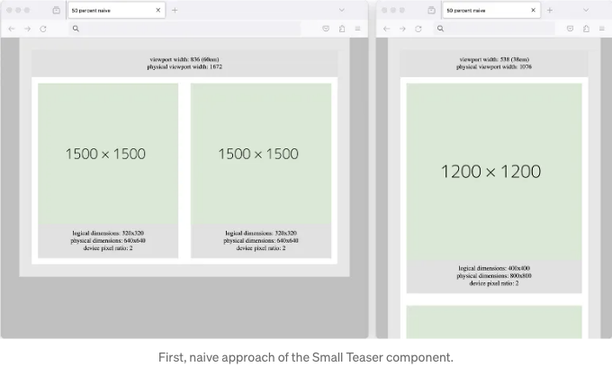 50 percent naive
50 percent naive
viewport width: 836 (60em)
physical viewport width: 1672
1500 × 1500
1500 × 1500
logical dimensions: 320x320
physical dimensions: 640x640
device pixel ratio: 2
logical dimensions: 320x320
physical dimensions: 640x640
device pixel ratio: 2
viewport width: 538 (38em)
physical viewport width: 1076
1200 × 1200
logical dimensions: 400x400
physical dimensions: 800x800
device pixel ratio: 2
First, naive approach of the Small Teaser component.